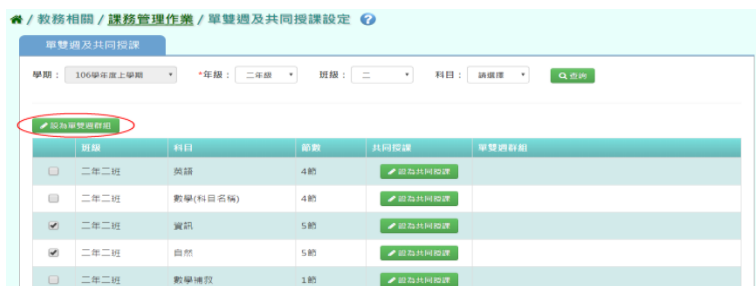 / 教務相關 / 課務管理作業 / 單雙週及共同授課設定 ?
單雙週及共同授課
學期： 106學年度上學期 *年級： 二年級 班級： 二 科目： 請選擇 查詢
設為單雙週群組
班級 科目 節數 共同授課 單雙週群組
二年二班 英語 4節 設為共同授課
二年二班 數學(科目名稱) 4節 設為共同授課
二年二班 資訊 5節 設為共同授課
二年二班 自然 5節 設為共同授課
二年二班 數學補救 1節 設為共同授課